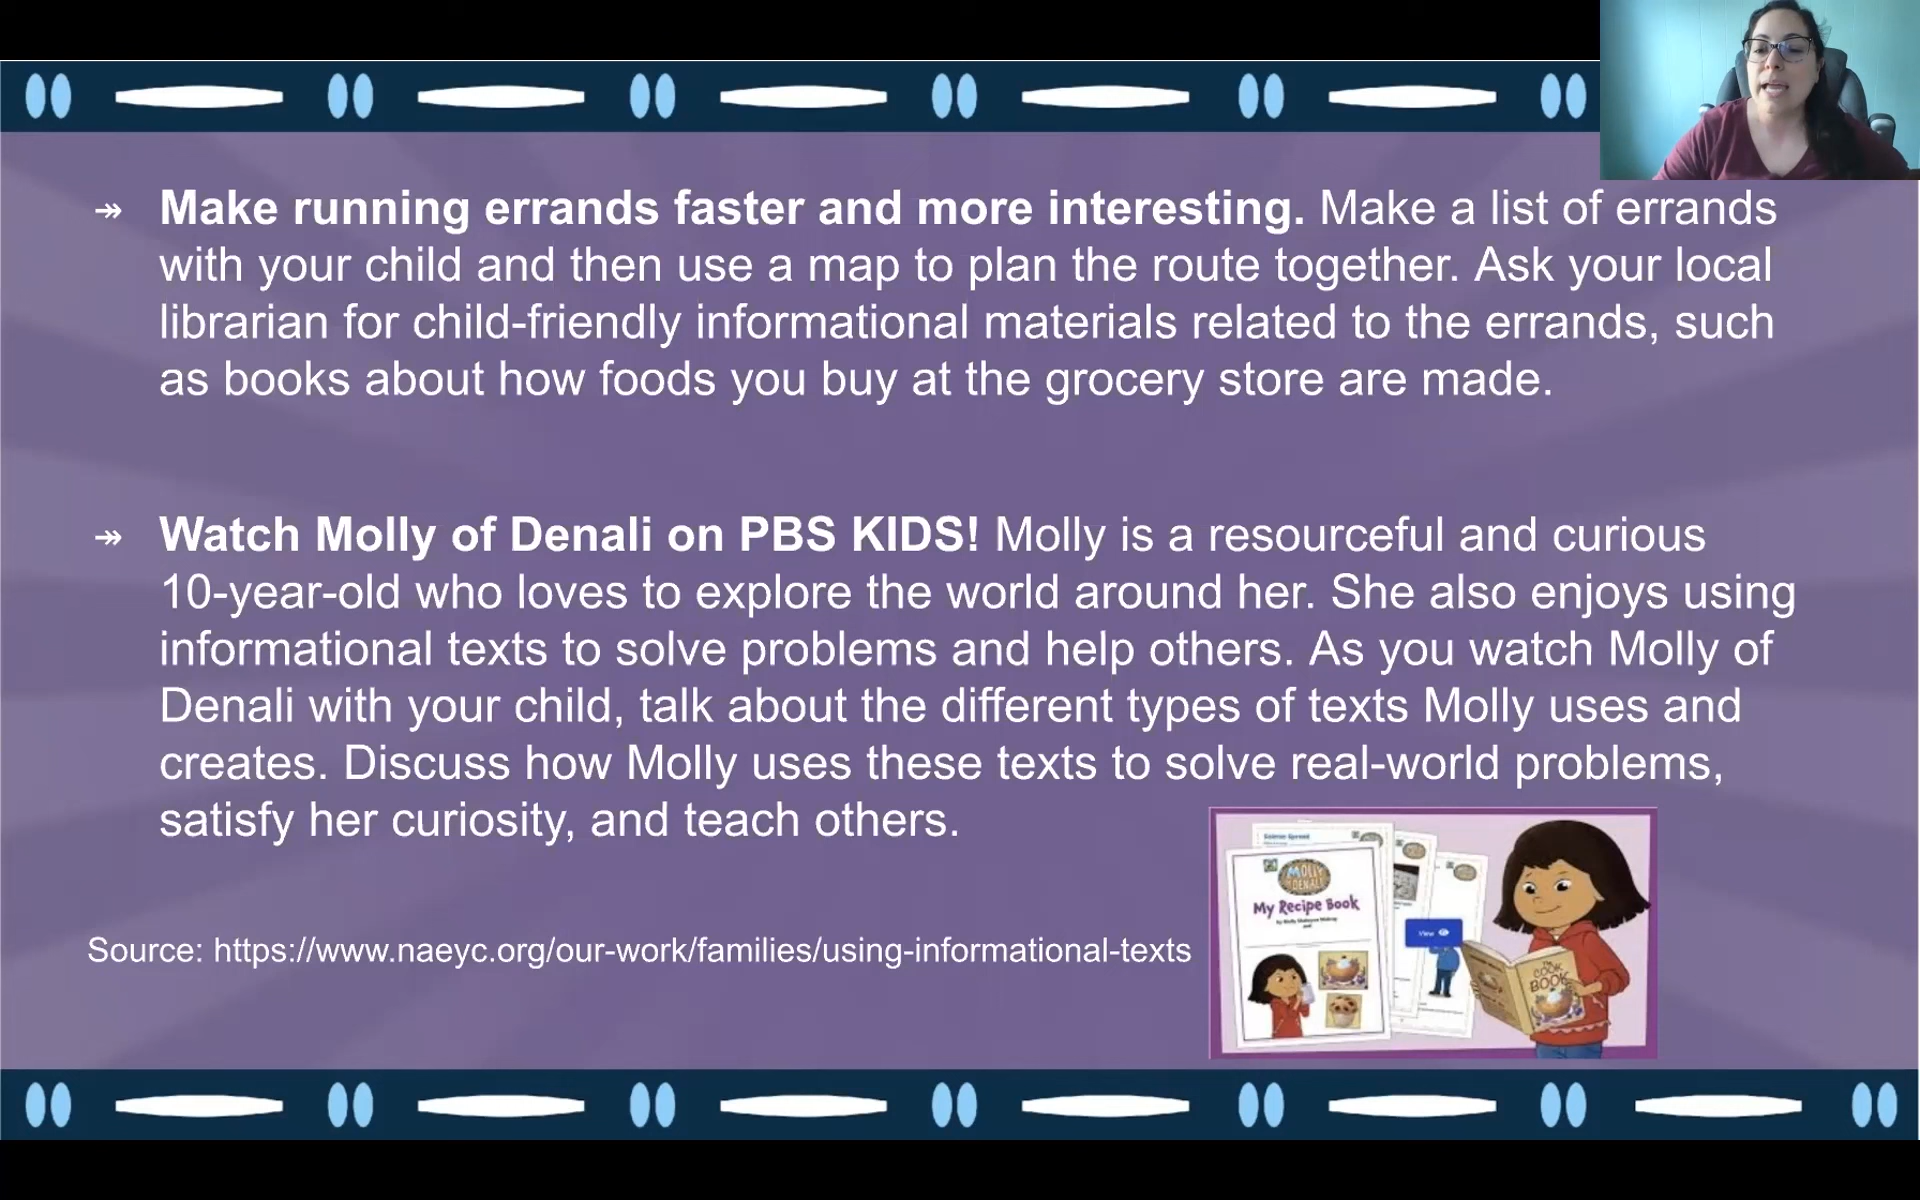 ↠ Make running errands faster and more interesting. Make a list of errands
with your child and then use a map to plan the route together. Ask your local
librarian for child-friendly informational materials related to the errands, such
as books about how foods you buy at the grocery store are made.
↠ Watch Molly of Denali on PBS KIDS! Molly is a resourceful and curious
10-year-old who loves to explore the world around her. She also enjoys using
informational texts to solve problems and help others. As you watch Molly of
Denali with your child, talk about the different types of texts Molly uses and
creates. Discuss how Molly uses these texts to solve real-world problems,
satisfy her curiosity, and teach others.
Source: https://www.naeyc.org/our-work/families/using-informational-texts
Salmon Spread
MOLLY
OF DENALI
My Recipe Book
View
THE
COOK
BOOK